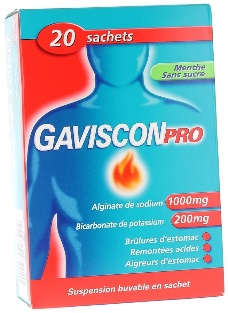 20 sachets
Menthe
Sans sucre
GAVISCONPRO
Alginate de sodium 1000mg
Bicarbonate de potassium 200mg
Brûlures d'estomac
Remontées acides
Aigreurs d'estomac
Suspension buvable en sachet